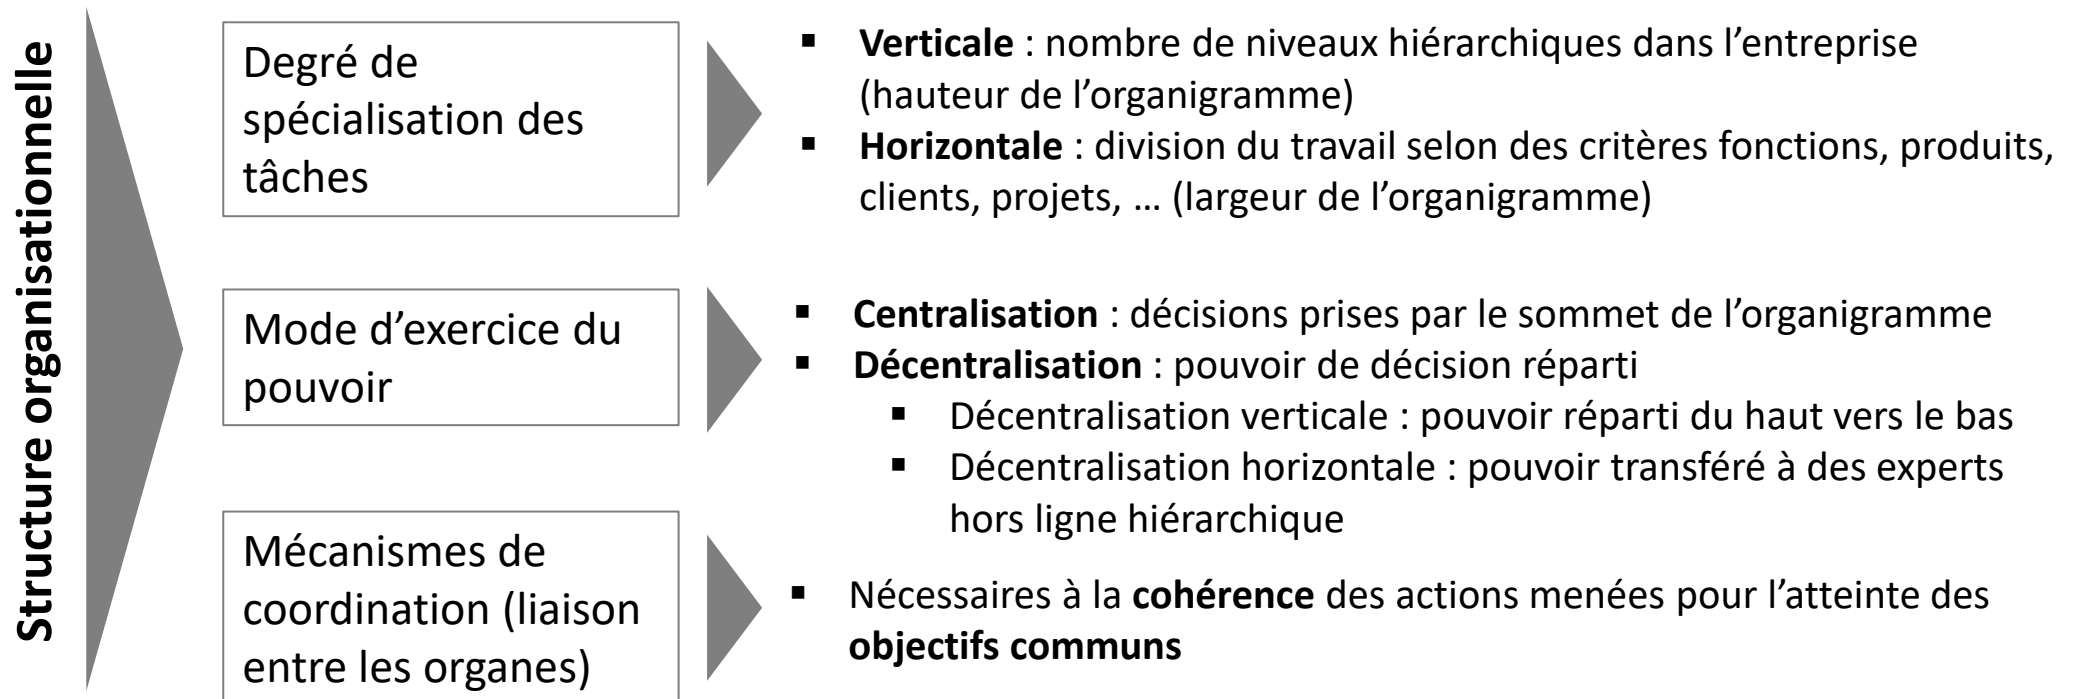 Structure organisationnelle
Degré de
spécialisation des
tâches
▪ Verticale : nombre de niveaux hiérarchiques dans l’entreprise
(hauteur de l’organigramme)
▪ Horizontale : division du travail selon des critères fonctions, produits,
clients, projets, … (largeur de l’organigramme)
Mode d’exercice du
pouvoir
▪ Centralisation : décisions prises par le sommet de l’organigramme
▪ Décentralisation : pouvoir de décision réparti
▪ Décentralisation verticale : pouvoir réparti du haut vers le bas
▪ Décentralisation horizontale : pouvoir transféré à des experts
hors ligne hiérarchique
Mécanismes de
coordination (liaison
entre les organes)
▪ Nécessaires à la cohérence des actions menées pour l’atteinte des
objectifs communs